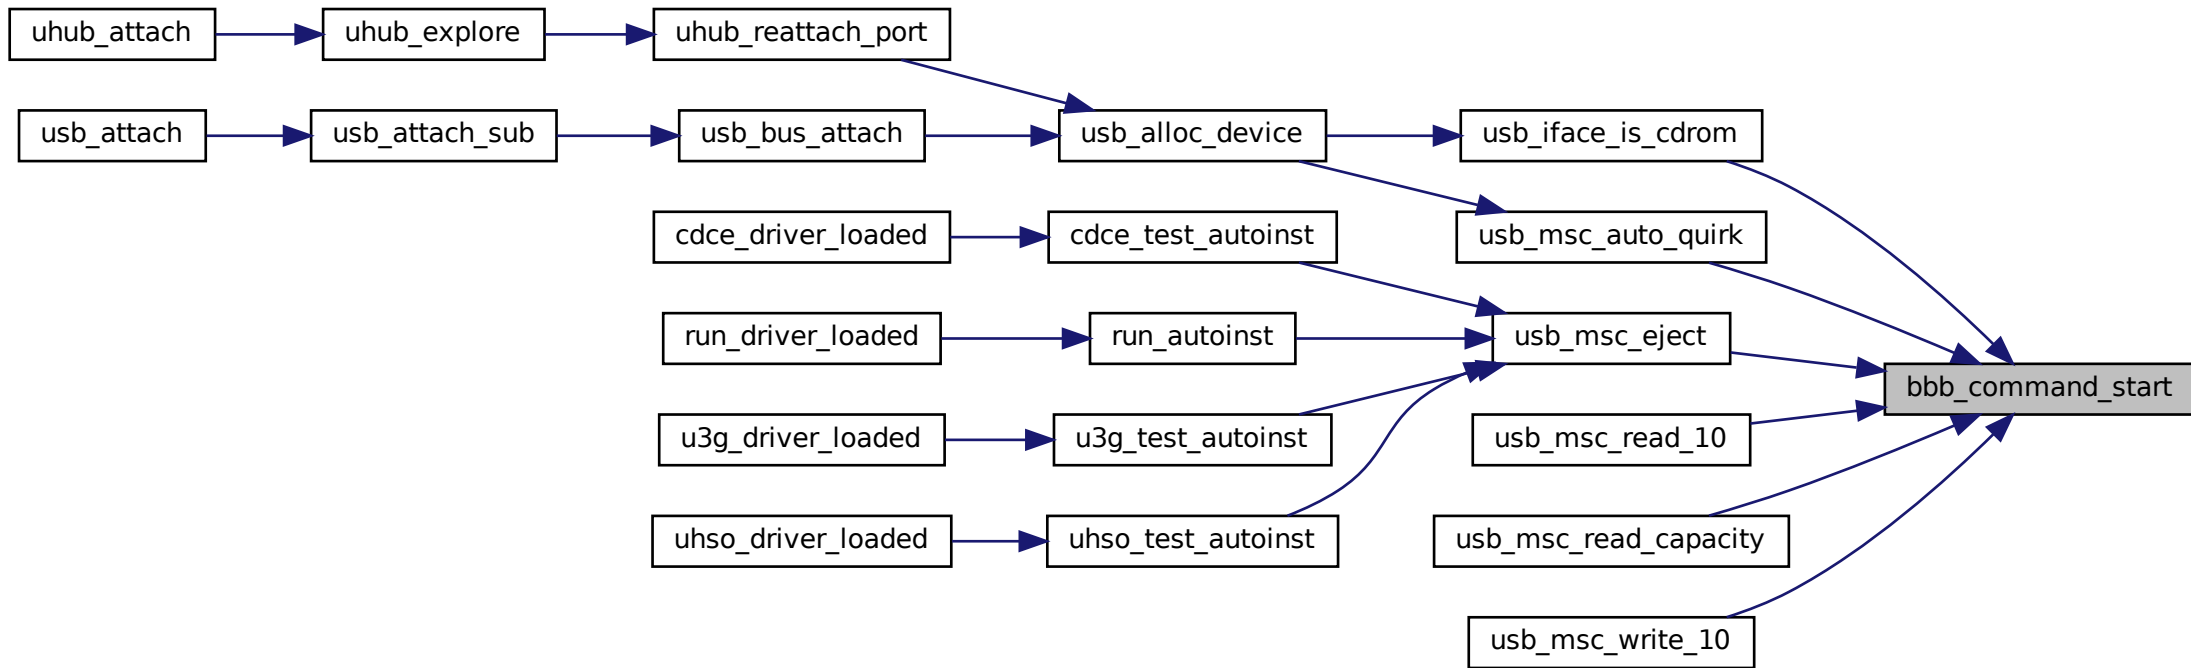 uhub_attach
uhub_explore
uhub_reattach_port
usb_attach
usb_attach_sub
usb_bus_attach
usb_alloc_device
usb_iface_is_cdrom
cdce_driver_loaded
cdce_test_autoinst
usb_msc_auto_quirk
run_driver_loaded
run_autoinst
usb_msc_eject
bbb_command_start
u3g_driver_loaded
u3g_test_autoinst
usb_msc_read_10
uhso_driver_loaded
uhso_test_autoinst
usb_msc_read_capacity
usb_msc_write_10